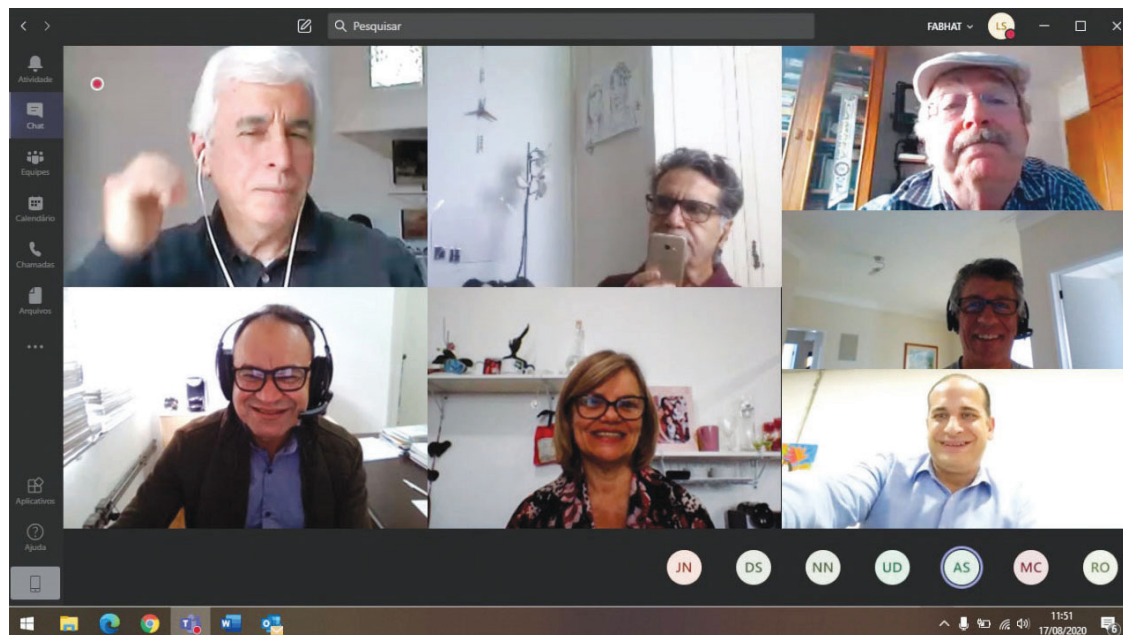 Pesquisar
FABHAT
LS
Atividade
Chat
Equipes
Calendário
Chamadas
Arquivos
Aplicativos
Ajuda
JN DS NN UD AS MC RO
11:51
17/08/2020
6